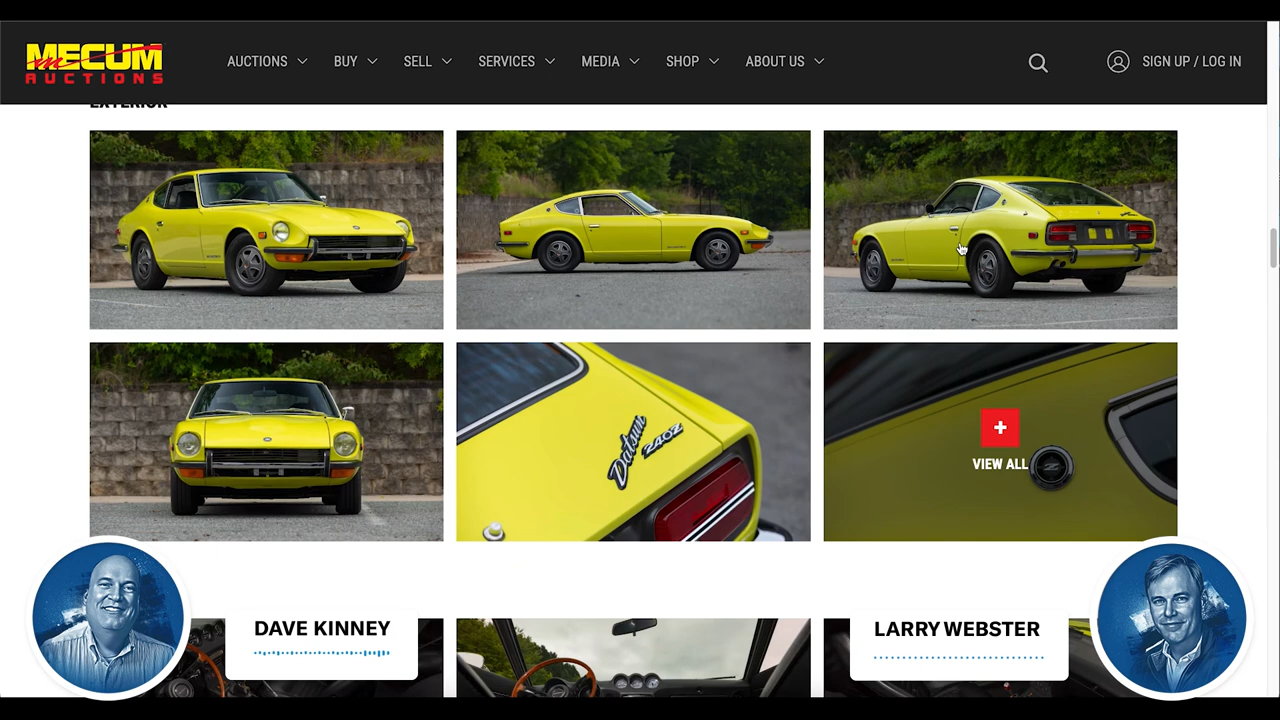 MECUM
AUCTIONS
AUCTIONS BUY SELL SERVICES MEDIA SHOP ABOUT US SIGN UP / LOG IN
EXTERIOR
Datsun
240Z
Z
VIEW ALL
DAVE KINNEY
LARRY WEBSTER